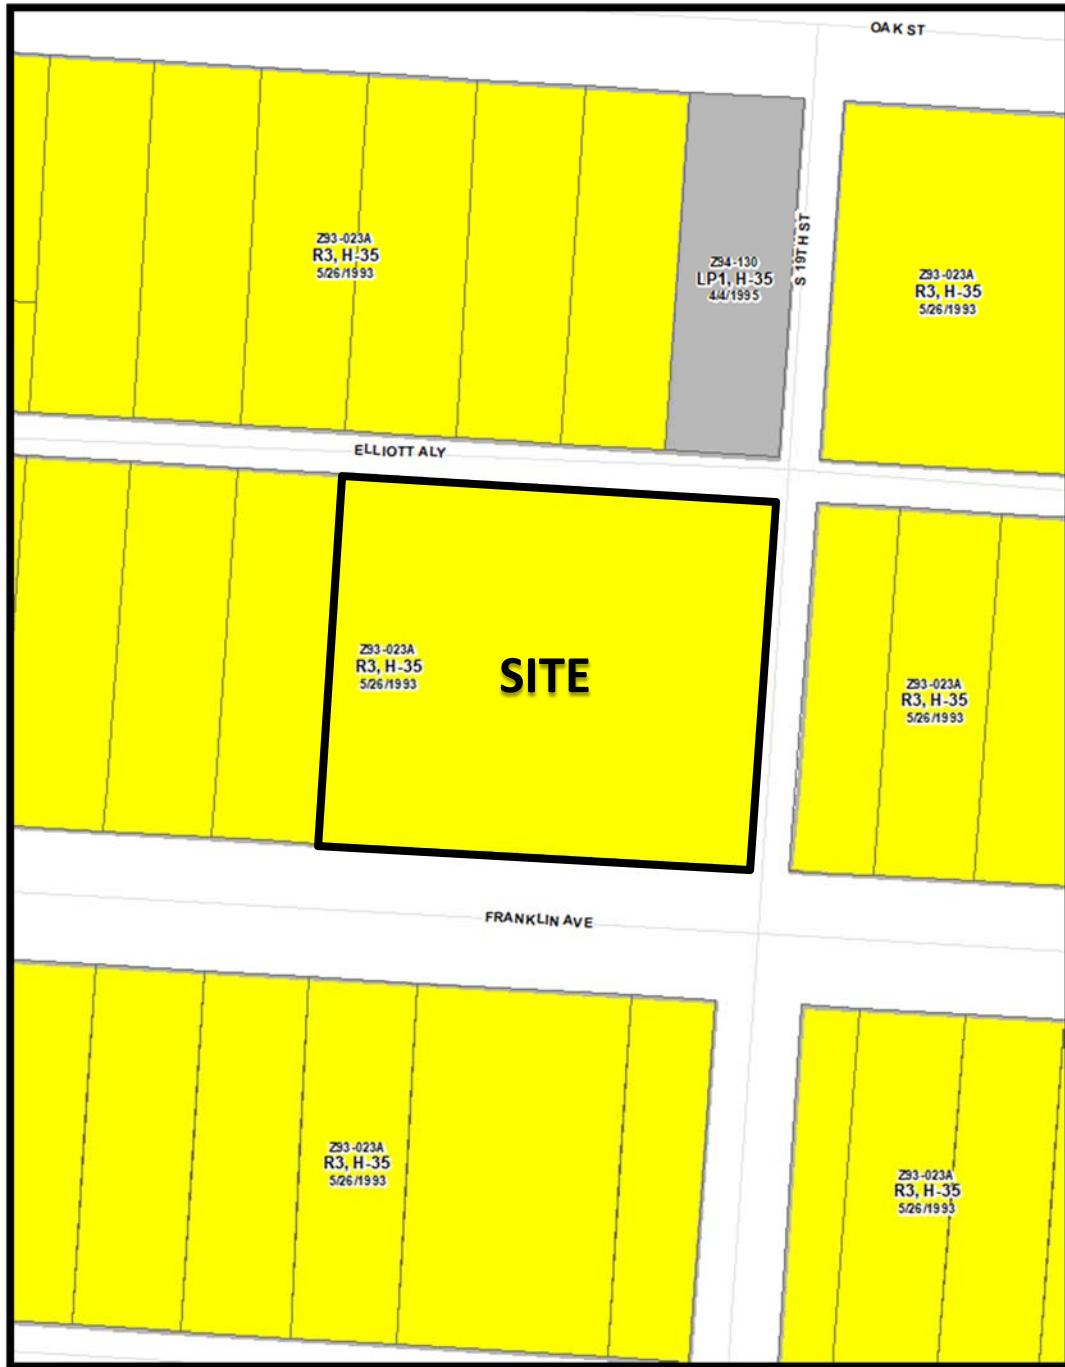 OAK ST
Z93-023A
R3, H-35
5/26/1993
Z94-130
LP1, H-35
4/4/1995
S 19TH ST
Z93-023A
R3, H-35
5/26/1993
ELLIOTT ALY
Z93-023A
R3, H-35
5/26/1993
SITE
Z93-023A
R3, H-35
5/26/1993
FRANKLIN AVE
Z93-023A
R3, H-35
5/26/1993
Z93-023A
R3, H-35
5/26/1993